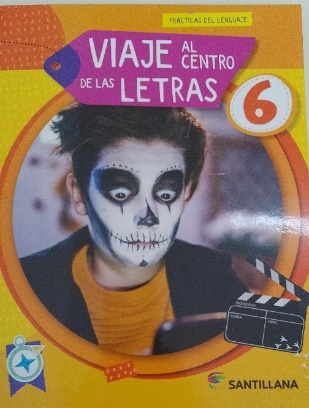 PRÁCTICAS DEL LENGUAJE
VIAJE AL CENTRO
DE LAS LETRAS
6
SANTILLANA